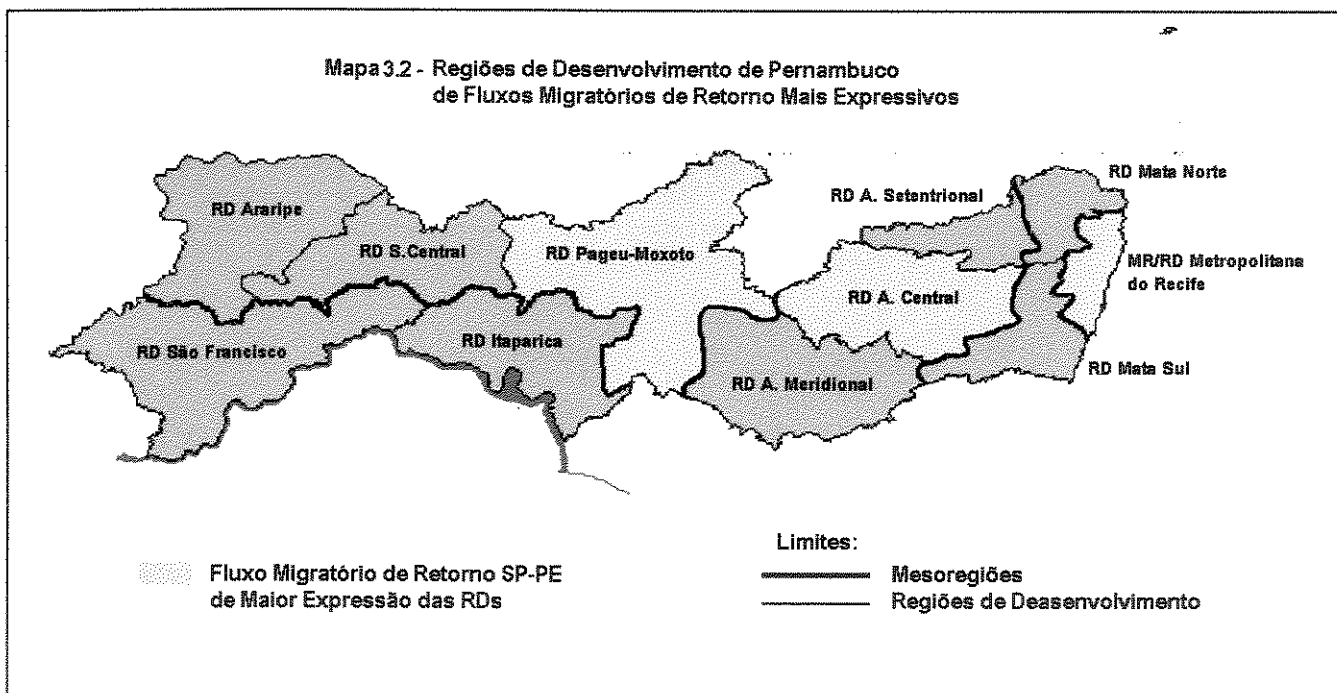 Mapa 3.2 - Regiões de Desenvolvimento de Pernambuco
de Fluxos Migratórios de Retorno Mais Expressivos
RD Mata Norte
RD A. Setentrional
RD Araripe
RD S.Central
RD Pageu-Moxoto
MR/RD Metropolitana
do Recife
RD A. Central
RD São Francisco
RD Itaparica
RD A. Meridional
RD Mata Sul
Limites:
Fluxo Migratório de Retorno SP-PE
de Maior Expressão das RDs
Mesoregiões
Regiões de Deasenvolvimento